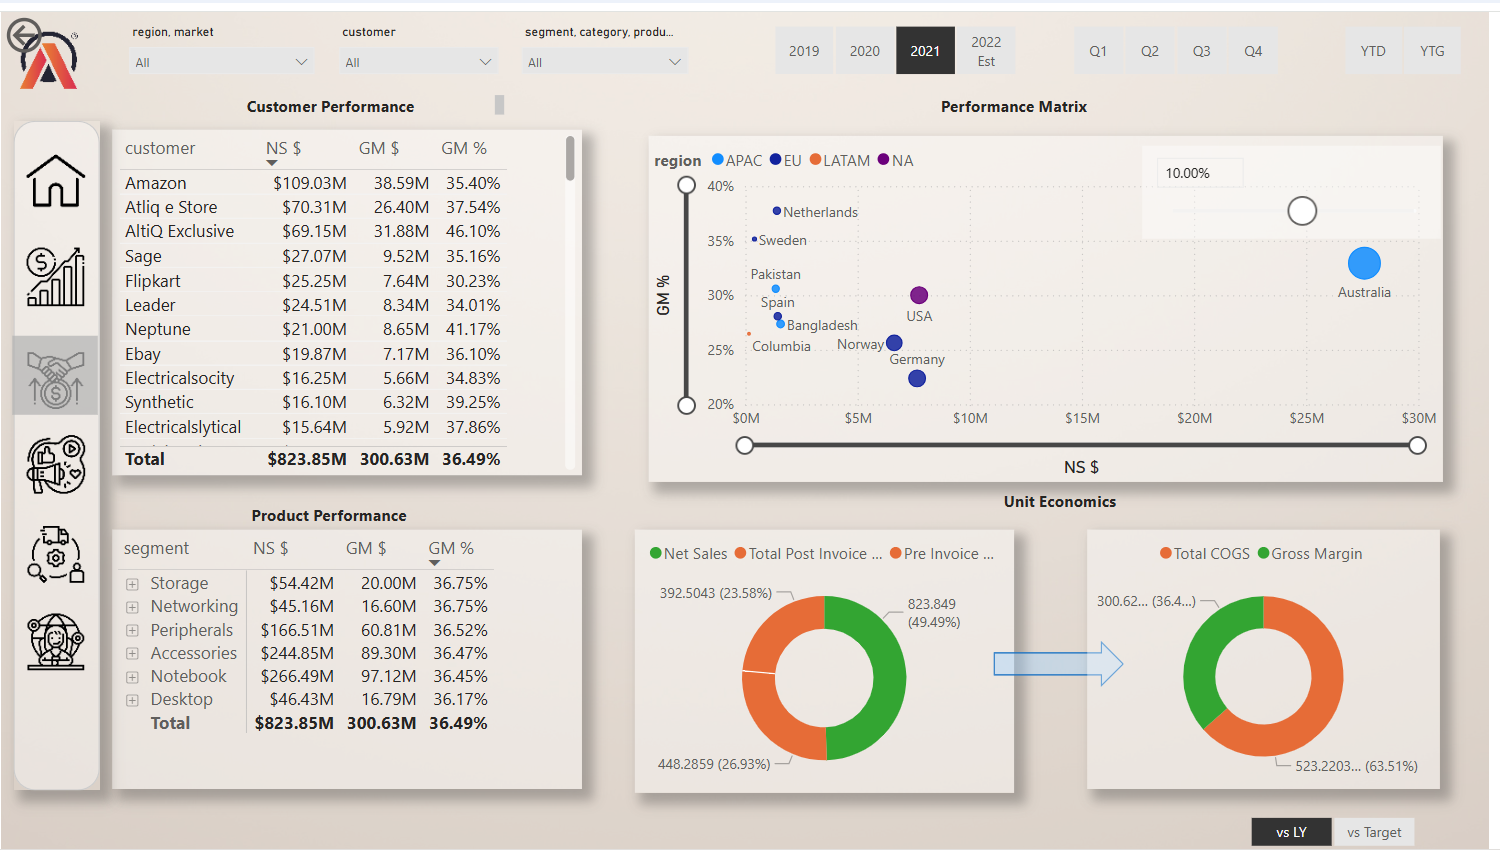 region, market
customer
segment, category, produ...
All
All
All
2019
2020
2021
2022 Est
Q1
Q2
Q3
Q4
YTD
YTG
Customer Performance
customer NS $ GM $ GM %
Amazon $109.03M 38.59M 35.40%
Atliq e Store $70.31M 26.40M 37.54%
AltiQ Exclusive $69.15M 31.88M 46.10%
Sage $27.07M 9.52M 35.16%
Flipkart $25.25M 7.64M 30.23%
Leader $24.51M 8.34M 34.01%
Neptune $21.00M 8.65M 41.17%
Ebay $19.87M 7.17M 36.10%
Electricalsocity $16.25M 5.66M 34.83%
Synthetic $16.10M 6.32M 39.25%
Electricalslytical $15.64M 5.92M 37.86%
Total $823.85M 300.63M 36.49%
Performance Matrix
region APAC EU LATAM NA
10.00%
GM %
40%
35%
30%
25%
20%
Netherlands
Sweden
Pakistan
Spain
Bangladesh
Columbia
Norway
Germany
USA
Australia
$0M $5M $10M $15M $20M $25M $30M
NS $
Product Performance
segment NS $ GM $ GM %
Storage $54.42M 20.00M 36.75%
Networking $45.16M 16.60M 36.75%
Peripherals $166.51M 60.81M 36.52%
Accessories $244.85M 89.30M 36.47%
Notebook $266.49M 97.12M 36.45%
Desktop $46.43M 16.79M 36.17%
Total $823.85M 300.63M 36.49%
Unit Economics
Net Sales Total Post Invoice ... Pre Invoice ...
392.5043 (23.58%)
823.849
(49.49%)
448.2859 (26.93%)
Total COGS Gross Margin
300.62... (36.4...)
523.2203... (63.51%)
vs LY
vs Target